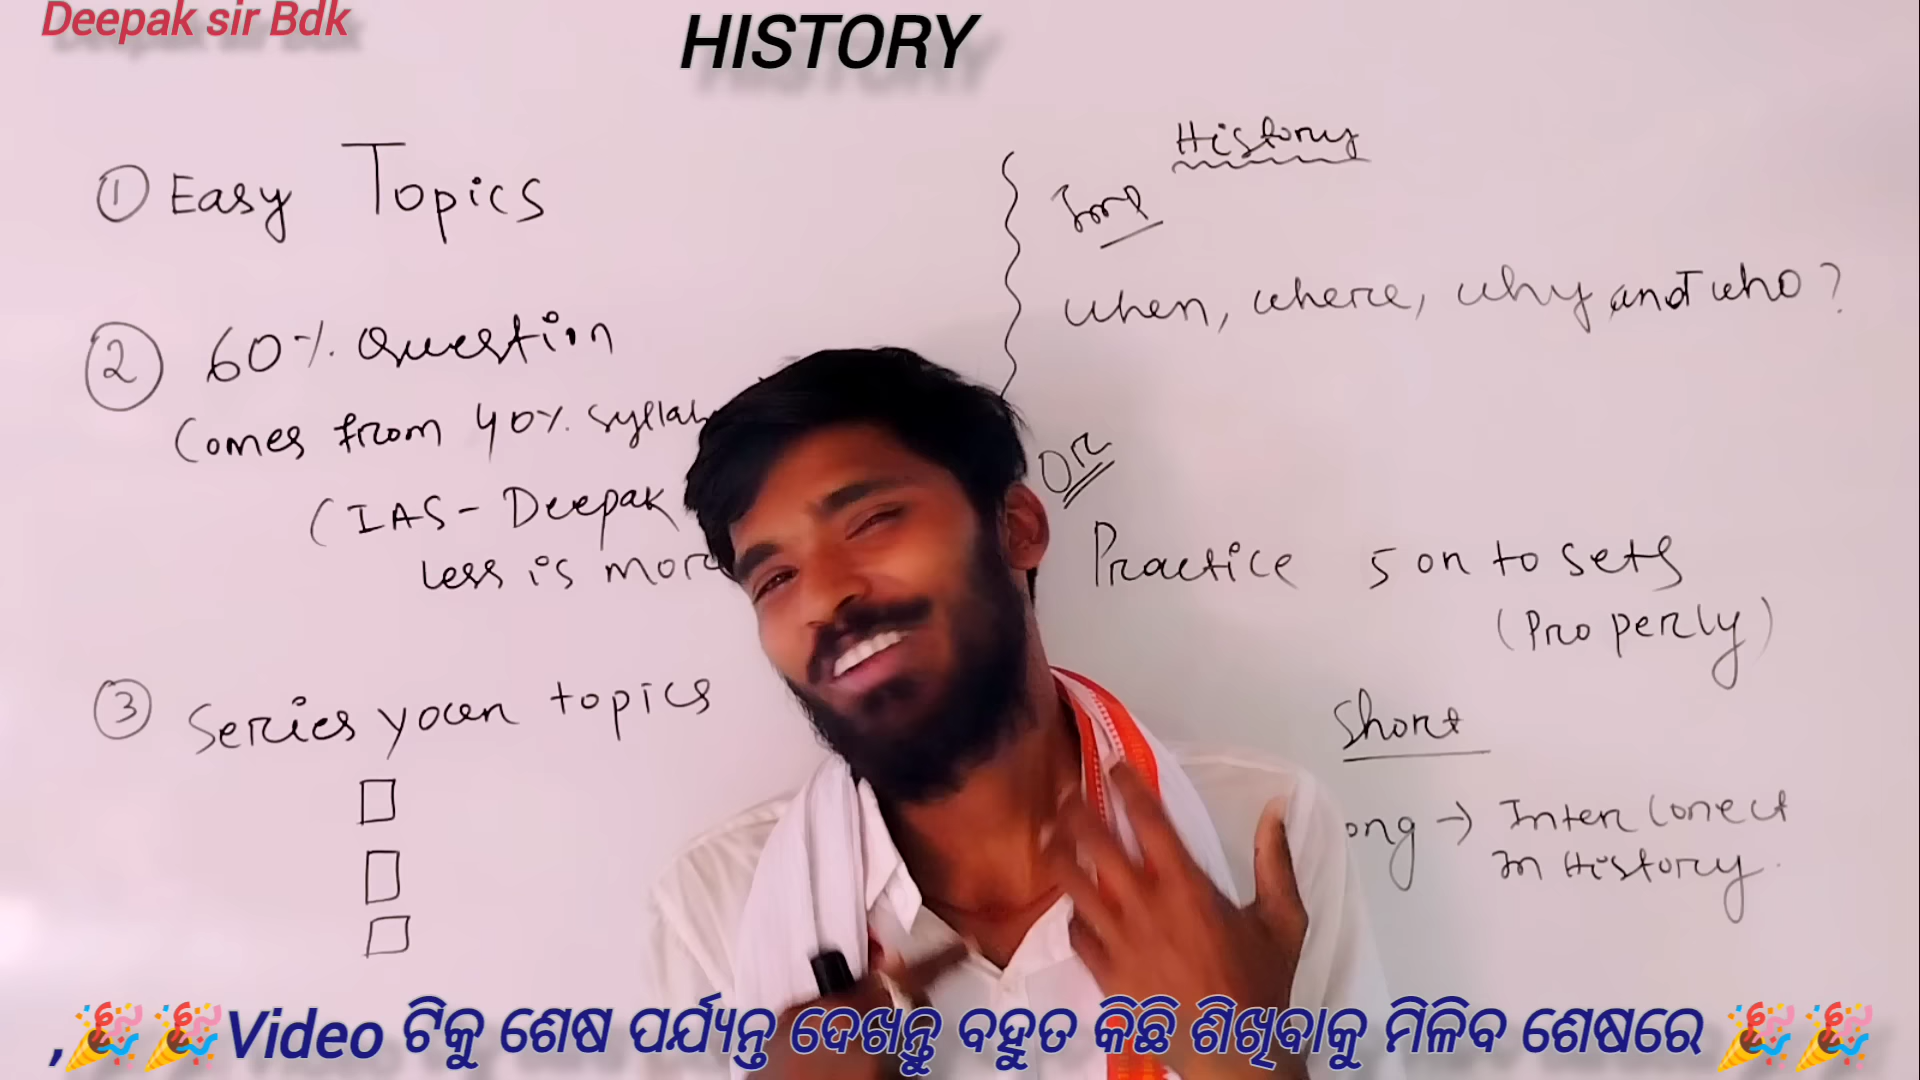 Deepak sir Bdk
HISTORY
① Easy Topics
② 60% Question
Comes from 40% syllab
(IAS - Deepak
Less is more
③ Series your topics
History
Imp
when, where, why and who?
OR
Practice 5 on to sets
(Properly)
Short
ong → Inter Conect
in History.
,🎉🎉Video ଟିକୁ ଶେଷ ପର୍ଯ୍ୟନ୍ତ ଦେଖନ୍ତୁ ବହୁତ କିଛି ଶିଖିବାକୁ ମିଳିବ ଶେଷରେ 🎉🎉